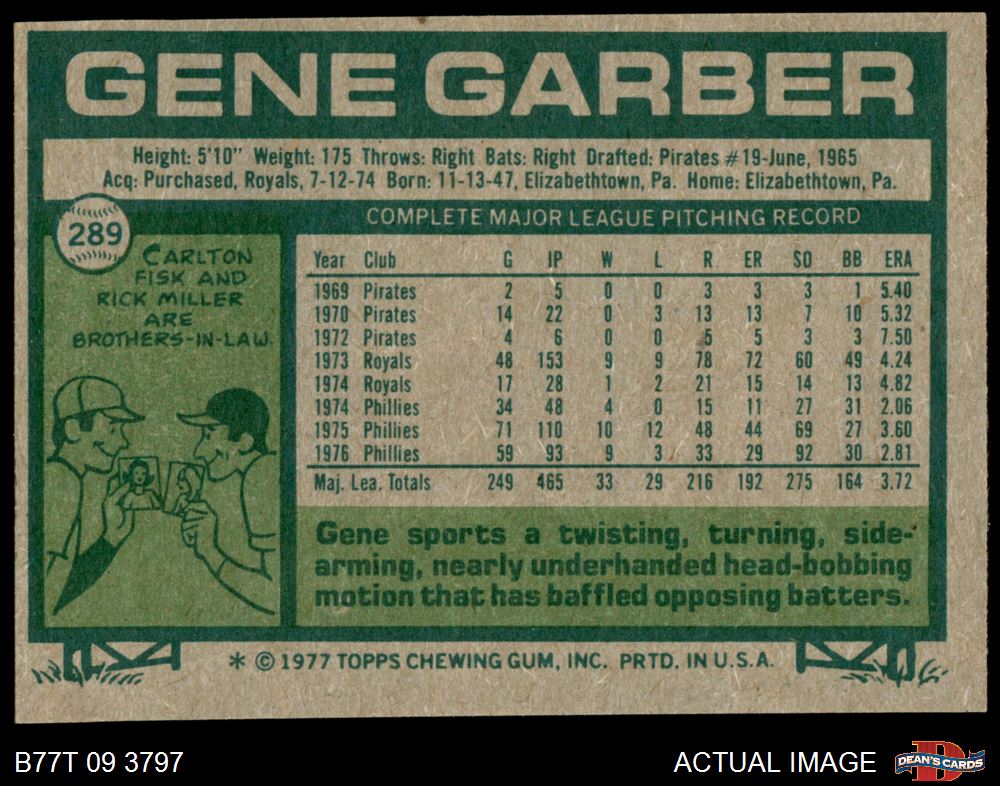 GENE GARBER
Height: 5'10" Weight: 175 Throws: Right Bats: Right Drafted: Pirates #19-June, 1965
Acq: Purchased, Royals, 7-12-74 Born: 11-13-47, Elizabethtown, Pa. Home: Elizabethtown, Pa.
289
CARLTON
FISK AND
RICK MILLER
ARE
BROTHERS-IN-LAW.
COMPLETE MAJOR LEAGUE PITCHING RECORD
Year Club G IP W L R ER SO BB ERA
1969 Pirates 2 5 0 0 3 3 3 1 5.40
1970 Pirates 14 22 0 3 13 13 7 10 5.32
1972 Pirates 4 6 0 0 5 5 3 3 7.50
1973 Royals 48 153 9 9 78 72 60 49 4.24
1974 Royals 17 28 1 2 21 15 14 13 4.82
1974 Phillies 34 48 4 0 15 11 27 31 2.06
1975 Phillies 71 110 10 12 48 44 69 27 3.60
1976 Phillies 59 93 9 3 33 29 92 30 2.81
Maj. Lea. Totals 249 465 33 29 216 192 275 164 3.72
Gene sports a twisting, turning, side-
arming, nearly underhanded head-bobbing
motion that has baffled opposing batters.
* © 1977 TOPPS CHEWING GUM, INC. PRTD. IN U.S.A.
B77T 09 3797
ACTUAL IMAGE
D
DEAN'S CARDS